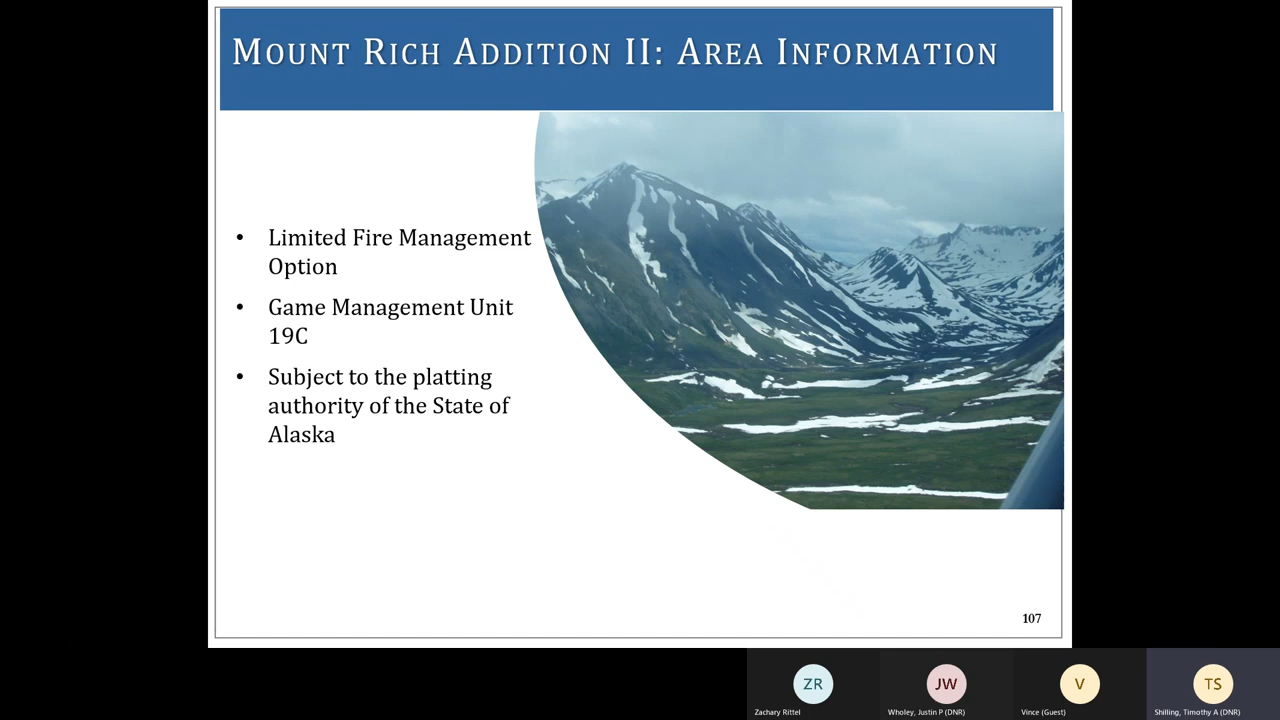 MOUNT RICH ADDITION II: AREA INFORMATION
• Limited Fire Management
Option
• Game Management Unit
19C
• Subject to the platting
authority of the State of
Alaska
107
ZR
JW
V
TS
Zachary Rittel
Wholey, Justin P (DNR)
Vince (Guest)
Shilling, Timothy A (DNR)